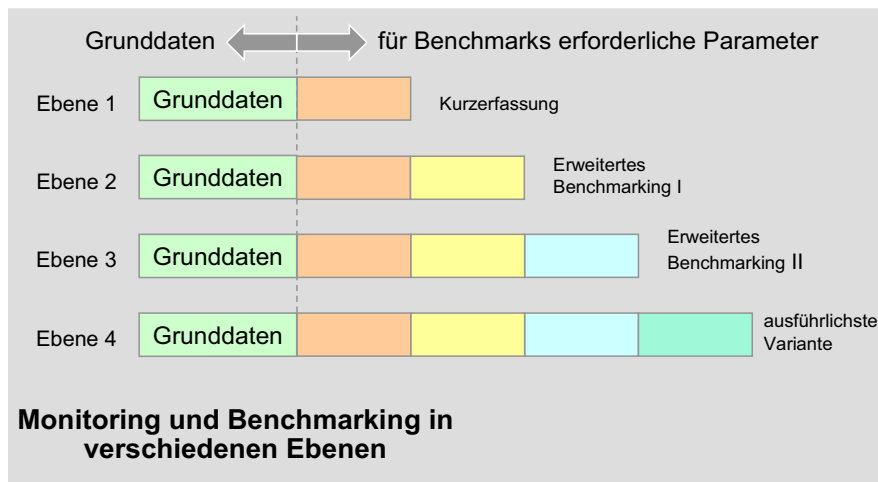 Grunddaten für Benchmarks erforderliche Parameter
Ebene 1 Grunddaten Kurzerfassung
Ebene 2 Grunddaten Erweitertes
Benchmarking I
Ebene 3 Grunddaten Erweitertes
Benchmarking II
Ebene 4 Grunddaten ausführlichste
Variante
Monitoring und Benchmarking in
verschiedenen Ebenen